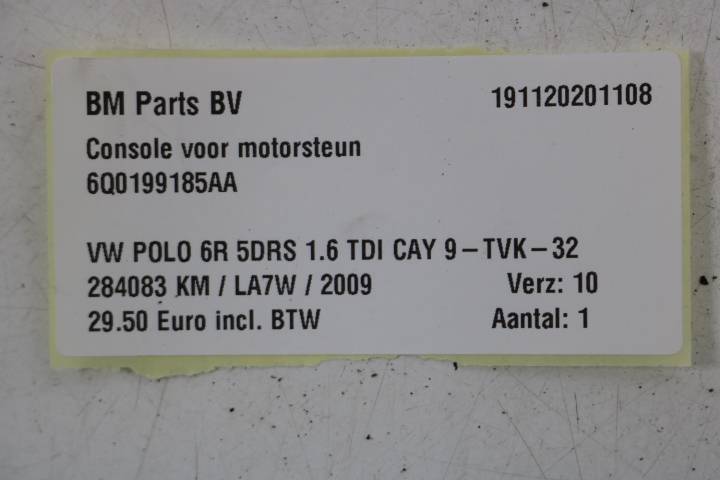 BM Parts BV 191120201108
Console voor motorsteun
6Q0199185AA
VW POLO 6R 5DRS 1.6 TDI CAY 9-TVK-32
284083 KM / LA7W / 2009 Verz: 10
29.50 Euro incl. BTW Aantal: 1